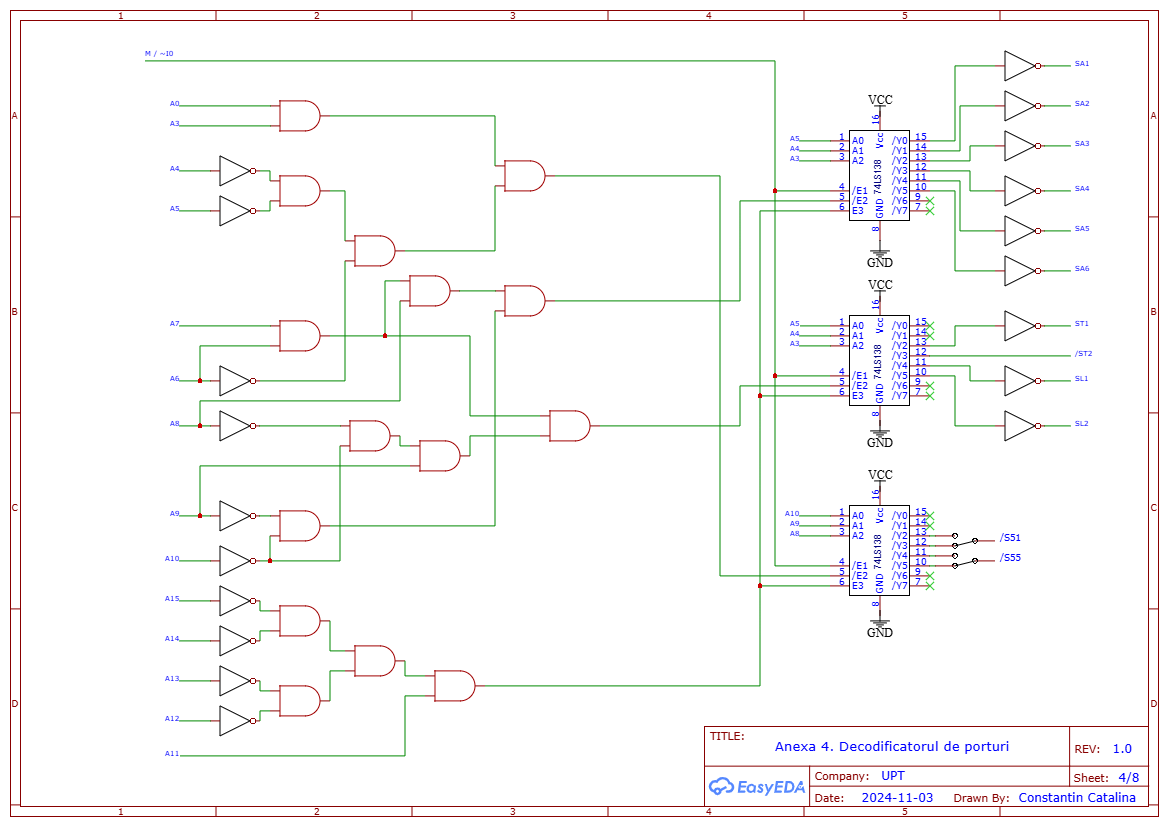 1 2 3 4 5
A A
B B
C C
D D
M / ~IO
A0
A3
A4
A5
A7
A6
A8
A9
A10
A15
A14
A13
A12
A11
VCC
16
Vcc
A5 1 A0 /Y0 15
A4 2 A1 /Y1 14
A3 3 A2 /Y2 13
/Y3 12
/Y4 11
4 /E1 /Y5 10
5 /E2 /Y6 9
6 E3 /Y7 7
74LS138
GND
8
GND
SA1
SA2
SA3
SA4
SA5
SA6
VCC
16
Vcc
A5 1 A0 /Y0 15
A4 2 A1 /Y1 14
A3 3 A2 /Y2 13
/Y3 12
/Y4 11
4 /E1 /Y5 10
5 /E2 /Y6 9
6 E3 /Y7 7
74LS138
GND
8
GND
ST1
/ST2
SL1
SL2
VCC
16
Vcc
A10 1 A0 /Y0 15
A9 2 A1 /Y1 14
A8 3 A2 /Y2 13
/Y3 12
/Y4 11
4 /E1 /Y5 10
5 /E2 /Y6 9
6 E3 /Y7 7
74LS138
GND
8
GND
/S51
/S55
TITLE:
Anexa 4. Decodificatorul de porturi
REV: 1.0
EasyEDA
Company: UPT
Sheet: 4/8
Date: 2024-11-03 Drawn By: Constantin Catalina
1 2 3 4 5